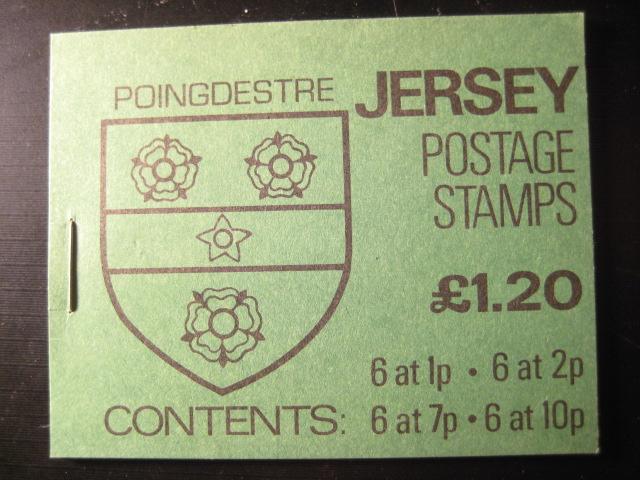 POINGDESTRE
JERSEY
POSTAGE
STAMPS
£1.20
6 at 1p • 6 at 2p
CONTENTS: 6 at 7p • 6 at 10p